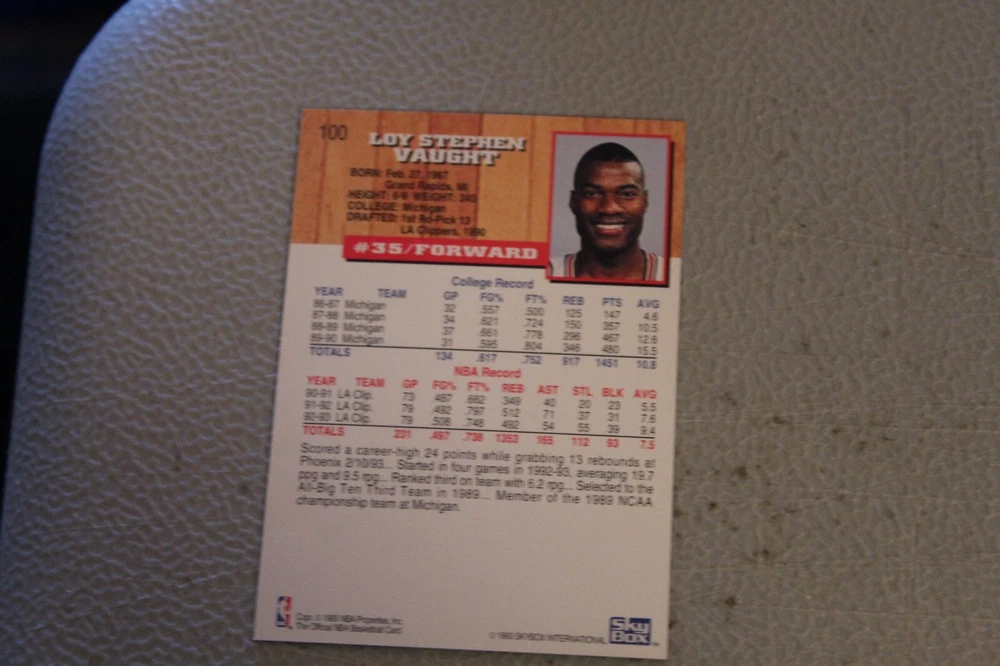 100
LOY STEPHEN
VAUGHT
BORN: Feb. 27, 1967
Grand Rapids, MI
HEIGHT: 6-9 WEIGHT: 240
COLLEGE: Michigan
DRAFTED: 1st Rd-Pick 13
LA Clippers, 1990
#35/FORWARD
College Record
YEAR TEAM GP FG% FT% REB PTS AVG
86-87 Michigan 32 .557 .500 125 147 4.6
87-88 Michigan 34 .621 .724 150 357 10.5
88-89 Michigan 37 .661 .778 296 467 12.6
89-90 Michigan 31 .595 .804 346 480 15.5
TOTALS 134 .617 .752 917 1451 10.8
NBA Record
YEAR TEAM GP FG% FT% REB AST STL BLK AVG
90-91 LA Clip. 73 .487 .662 349 40 20 23 5.5
91-92 LA Clip. 79 .492 .797 512 71 37 31 7.6
92-93 LA Clip. 79 .508 .748 492 54 55 39 9.4
TOTALS 231 .497 .738 1353 165 112 93 7.5
Scored a career-high 24 points while grabbing 13 rebounds at
Phoenix 2/10/93... Started in four games in 1992-93, averaging 19.7
ppg and 9.5 rpg... Ranked third on team with 6.2 rpg... Selected to the
All-Big Ten Third Team in 1989... Member of the 1989 NCAA
championship team at Michigan.
Copr. © 1993 NBA Properties, Inc.
The Official NBA Basketball Card
© 1993 SKYBOX INTERNATIONAL
SkyBox™